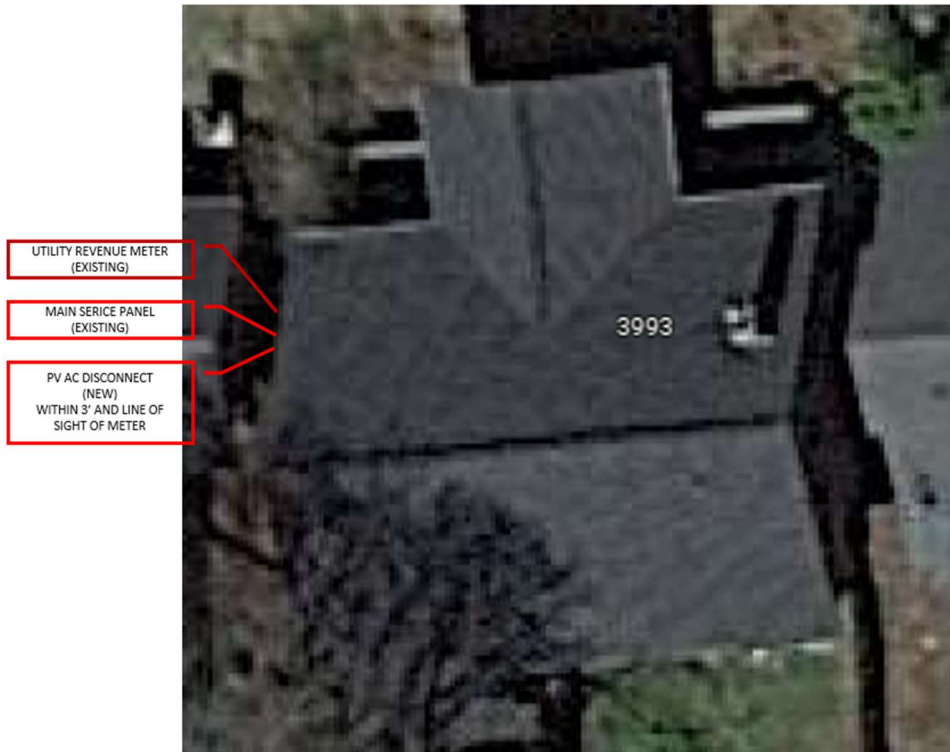 UTILITY REVENUE METER
(EXISTING)
MAIN SERICE PANEL
(EXISTING)
PV AC DISCONNECT
(NEW)
WITHIN 3’ AND LINE OF
SIGHT OF METER
3993